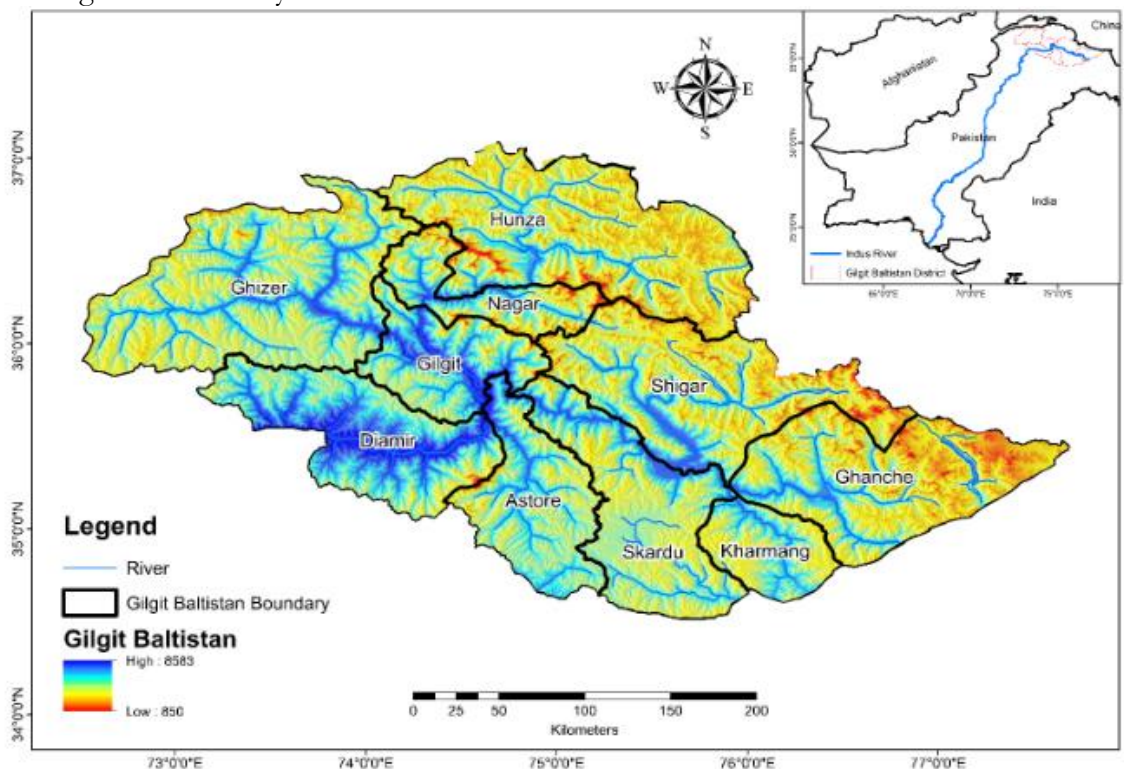 N
W E
S
37°0'0"N
36°0'0"N
35°0'0"N
34°0'0"N
Hunza
Ghizer
Nagar
Gilgit
Shigar
Diamir
Ghanche
Astore
Skardu
Kharmang
Legend
River
Gilgit Baltistan Boundary
Gilgit Baltistan
High : 8583
Low : 850
0 25 50 100 150 200
Kilometers
73°0'0"E 74°0'0"E 75°0'0"E 76°0'0"E 77°0'0"E
China
Afghanistan
Pakistan
India
Indus River
Gilgit Baltistan District